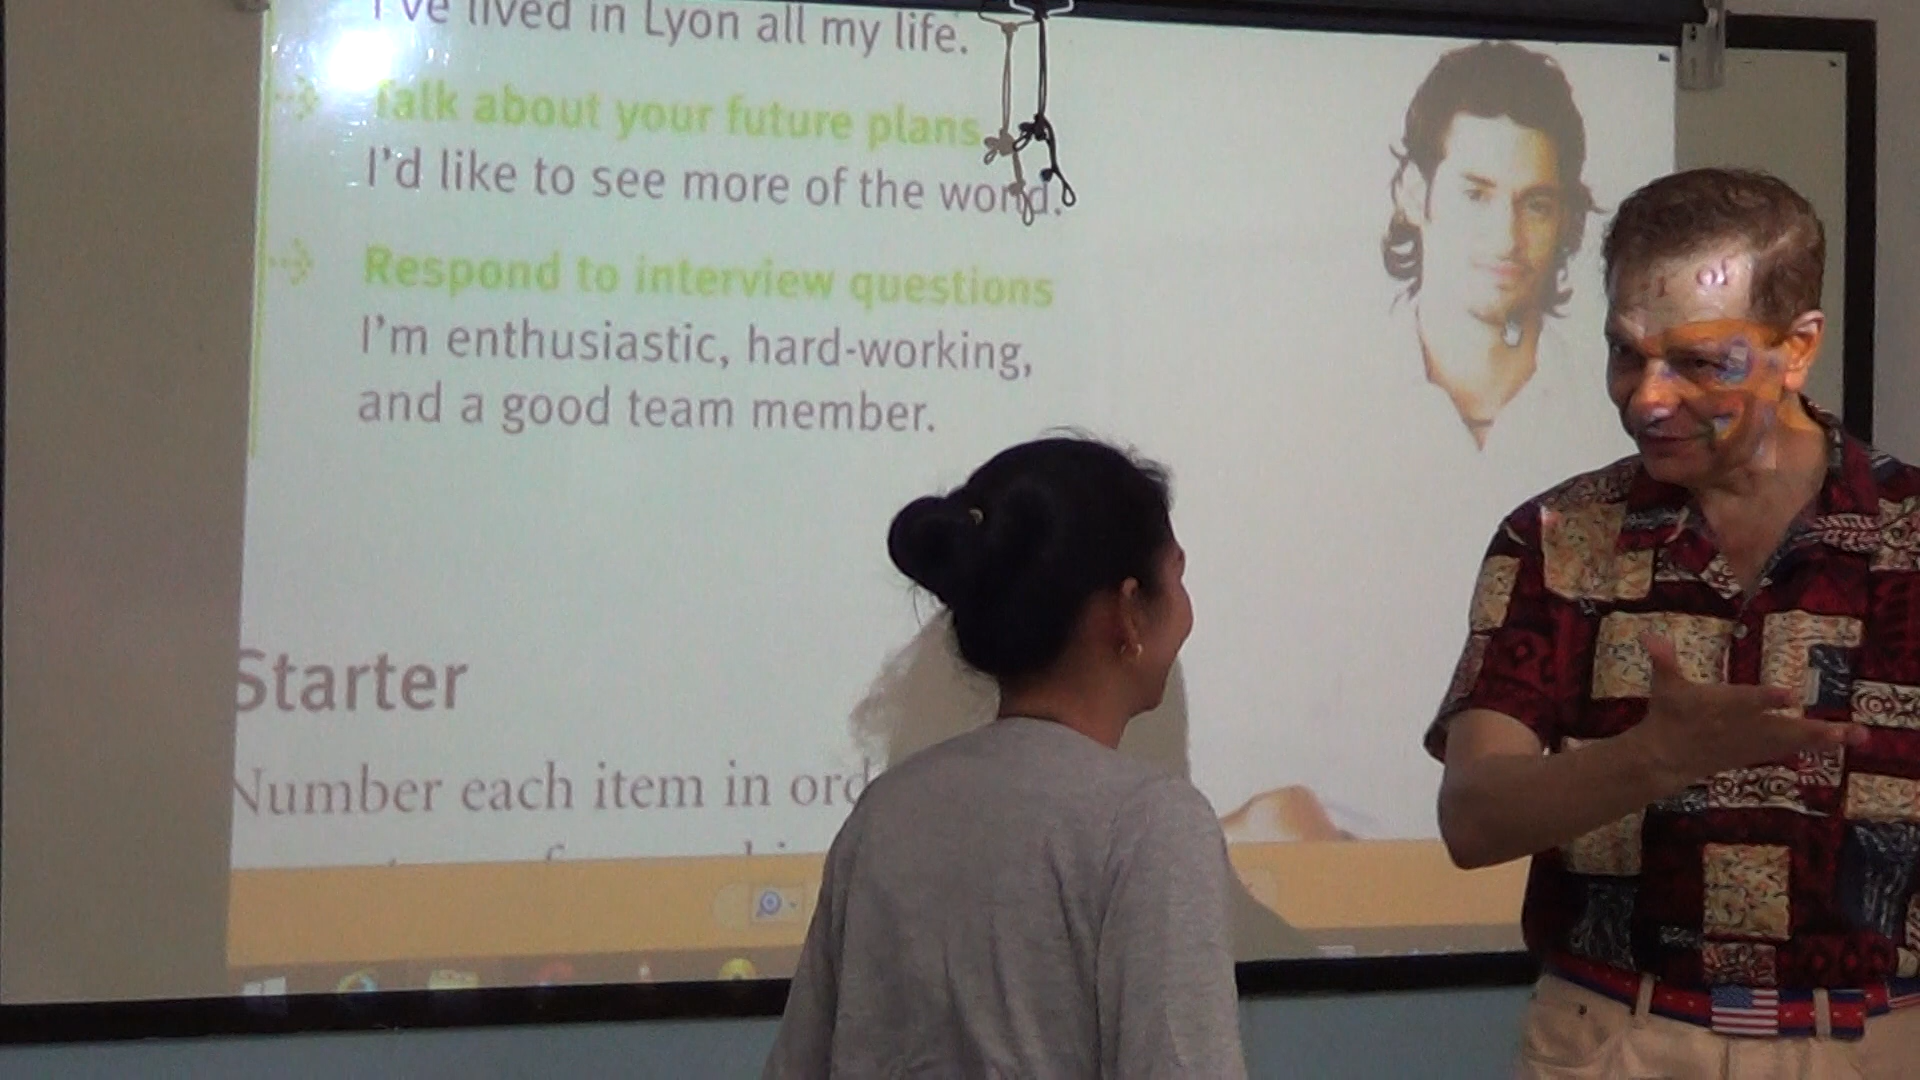 I've lived in Lyon all my life.
Talk about your future plans
I'd like to see more of the world.
Respond to interview questions
I'm enthusiastic, hard-working,
and a good team member.
Starter
Number each item in